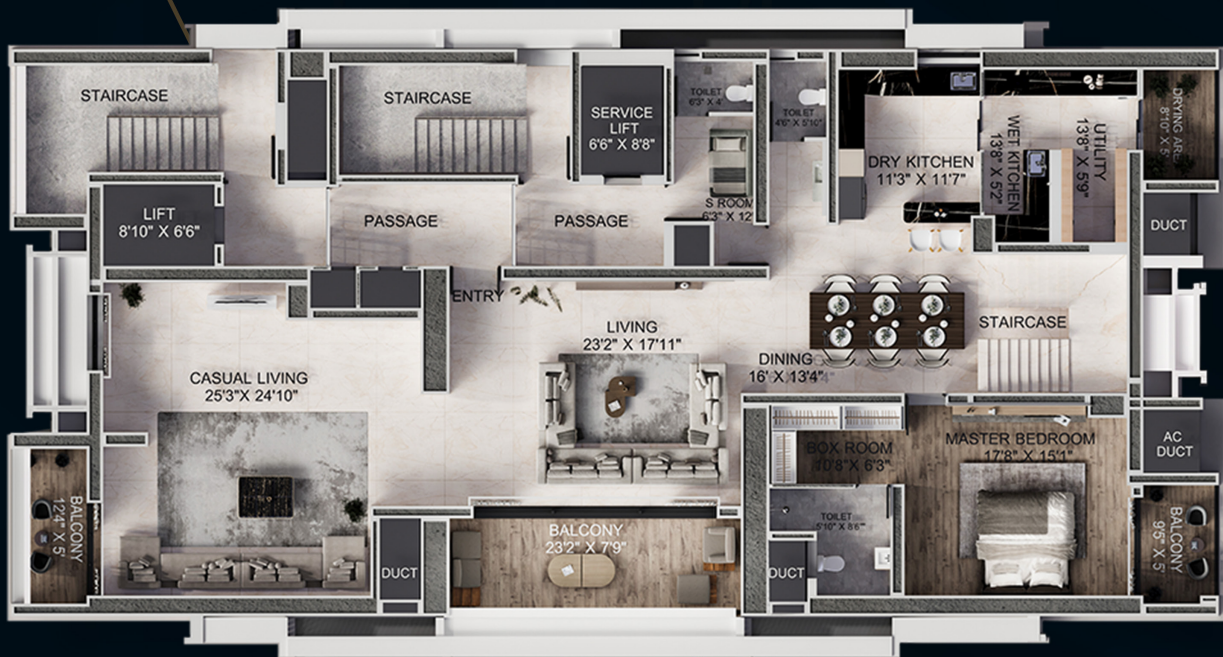 STAIRCASE
STAIRCASE
SERVICE
LIFT
6'6" X 8'8"
TOILET
6'3" X 4'
TOILET
4'6" X 5'10"
DRY KITCHEN
11'3" X 11'7"
WET KITCHEN
13'8" X 5'2"
UTILITY
13'8" X 5'9"
DRYING ARE
8'10" X 5'
LIFT
8'10" X 6'6"
PASSAGE
PASSAGE
S ROOM
6'3" X 12'
DUCT
ENTRY
LIVING
23'2" X 17'11"
STAIRCASE
DINING
16' X 13'4"
CASUAL LIVING
25'3"X 24'10"
BOX ROOM
10'8"X 6'3"
MASTER BEDROOM
17'8" X 15'1"
AC
DUCT
BALCONY
12'4" X 5'
BALCONY
23'2" X 7'9"
TOILET
5'10" X 8'6"
BALCONY
9'5" X 5'
DUCT
DUCT